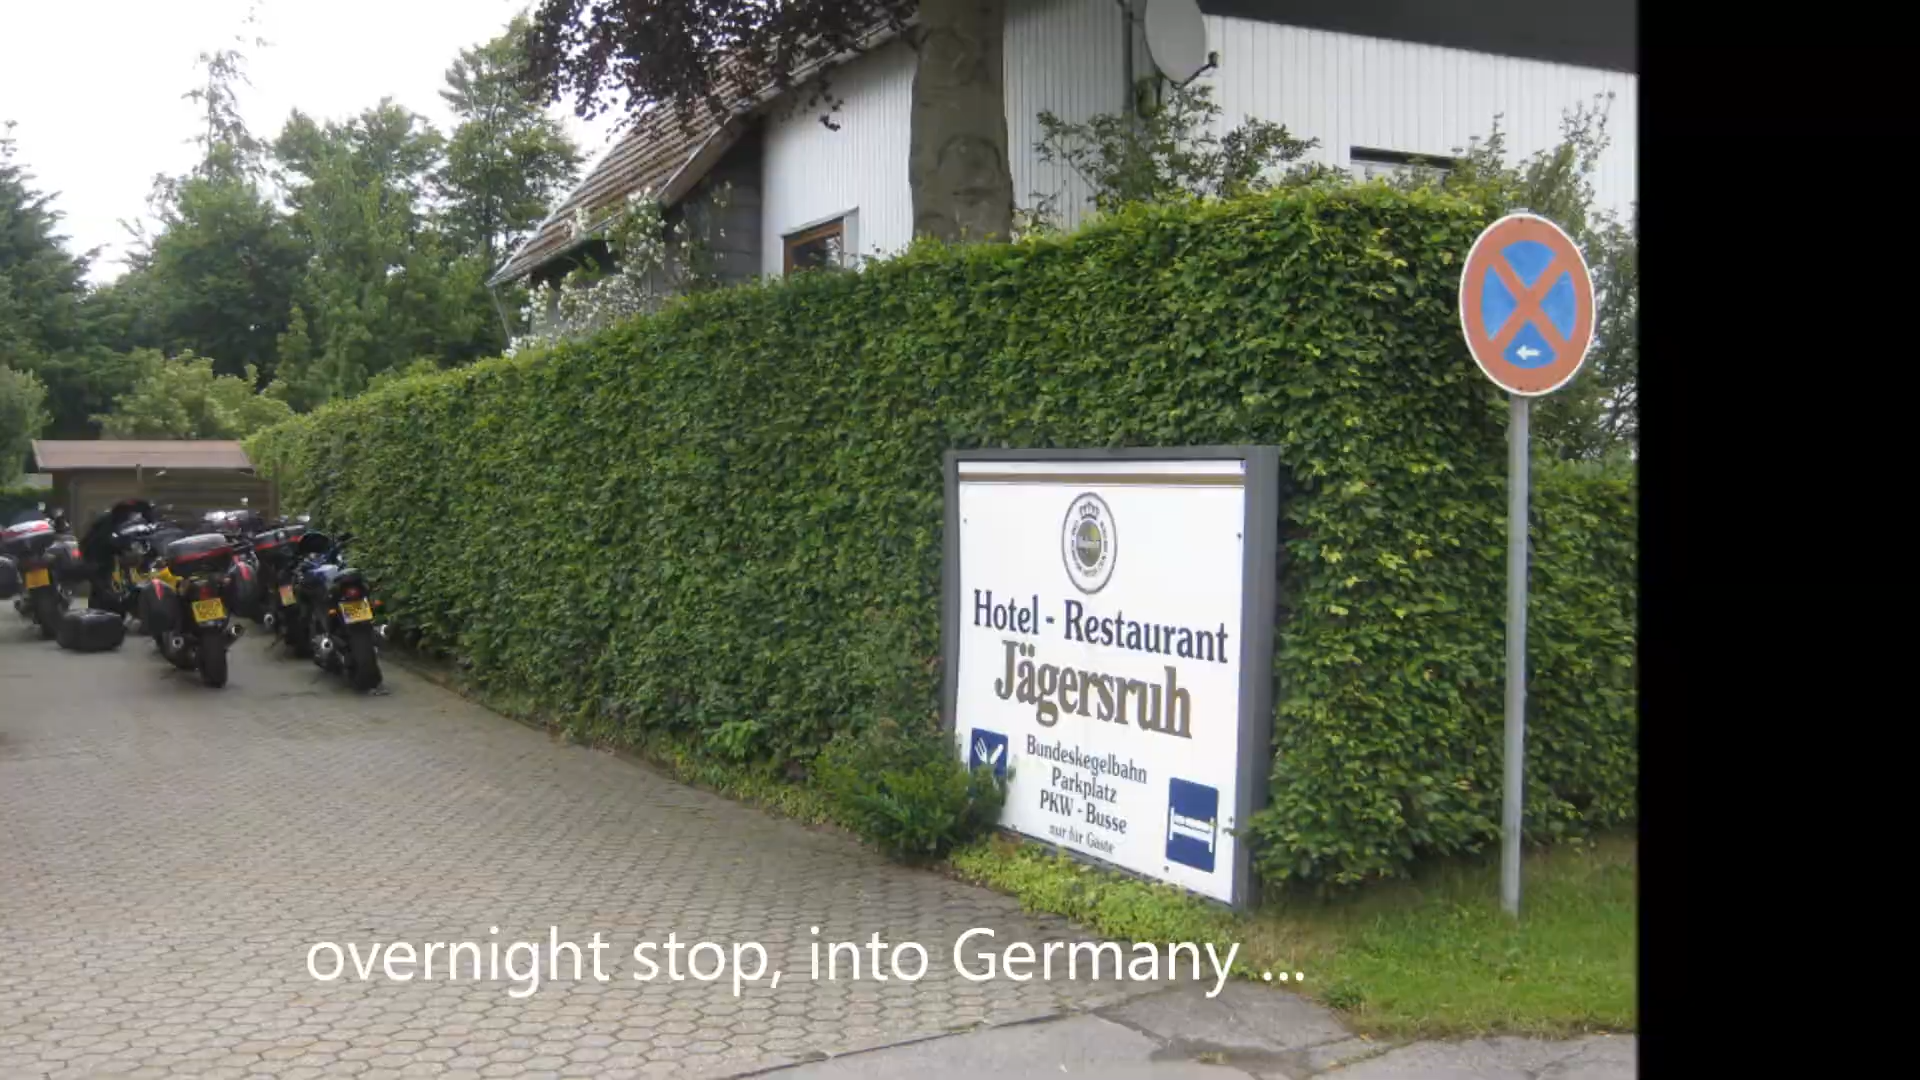 Hotel - Restaurant
Jägersruh
Bundeskegelbahn
Parkplatz
PKW - Busse
nur für Gäste
overnight stop, into Germany ...